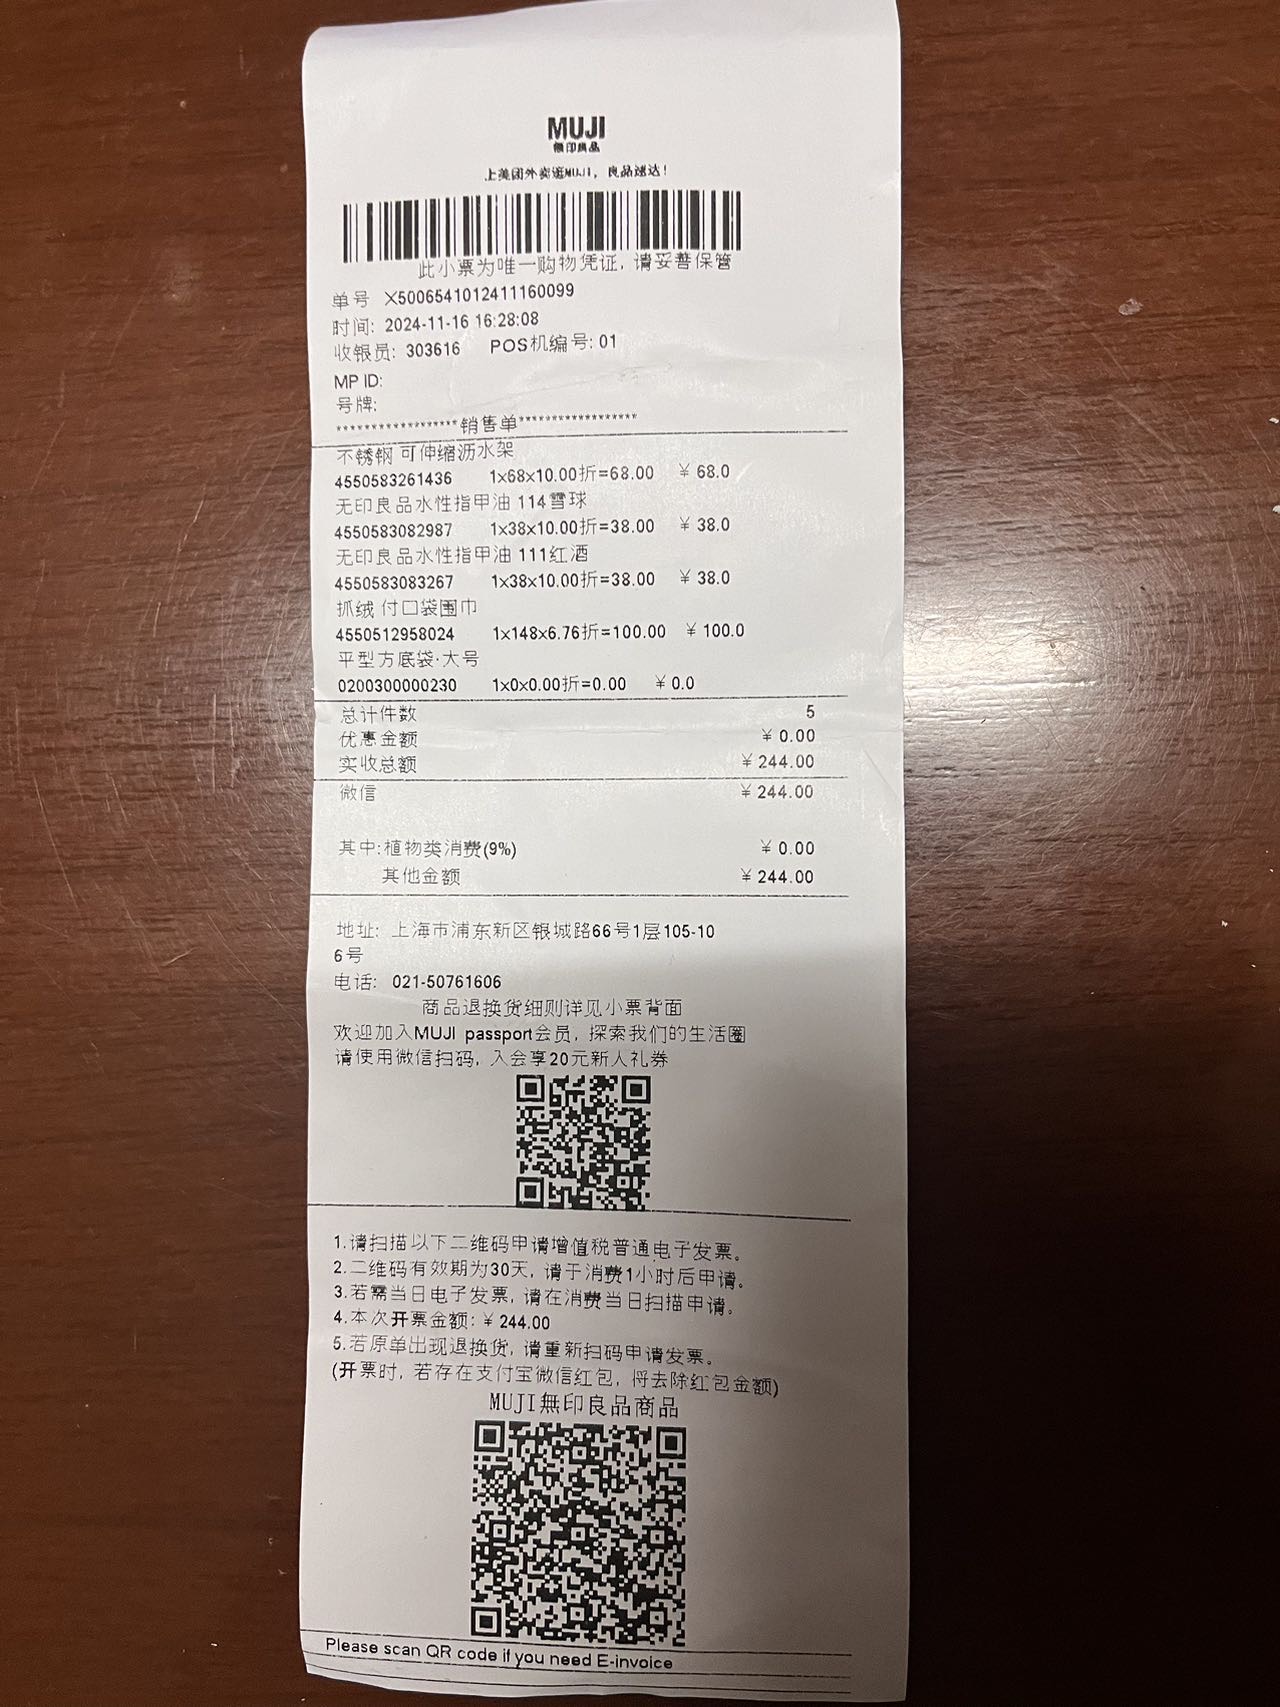 MUJI
無印良品
上美团外卖逛MUJI，良品速达！
此小票为唯一购物凭证, 请妥善保管
单号 X5006541012411160099
时间: 2024-11-16 16:28:08
收银员: 303616 POS机编号: 01
MP ID:
号牌:
******************销售单*****************
不锈钢 可伸缩沥水架
4550583261436 1x68x10.00折=68.00 ￥68.0
无印良品水性指甲油 114雪球
4550583082987 1x38x10.00折=38.00 ￥38.0
无印良品水性指甲油 111红酒
4550583083267 1x38x10.00折=38.00 ￥38.0
抓绒 付口袋围巾
4550512958024 1x148x6.76折=100.00 ￥100.0
平型方底袋·大号
0200300000230 1x0x0.00折=0.00 ￥0.0
总计件数 5
优惠金额 ￥0.00
实收总额 ￥244.00
微信 ￥244.00
其中:植物类消费(9%) ￥0.00
其他金额 ￥244.00
地址: 上海市浦东新区银城路66号1层105-10
6号
电话: 021-50761606
商品退换货细则详见小票背面
欢迎加入MUJI passport会员, 探索我们的生活圈
请使用微信扫码, 入会享20元新人礼券
1.请扫描以下二维码申请增值税普通电子发票。
2.二维码有效期为30天, 请于消费1小时后申请。
3.若需当日电子发票, 请在消费当日扫描申请。
4.本次开票金额:￥244.00
5.若原单出现退换货, 请重新扫码申请发票。
(开票时, 若存在支付宝微信红包, 将去除红包金额)
MUJI無印良品商品
Please scan QR code if you need E-invoice